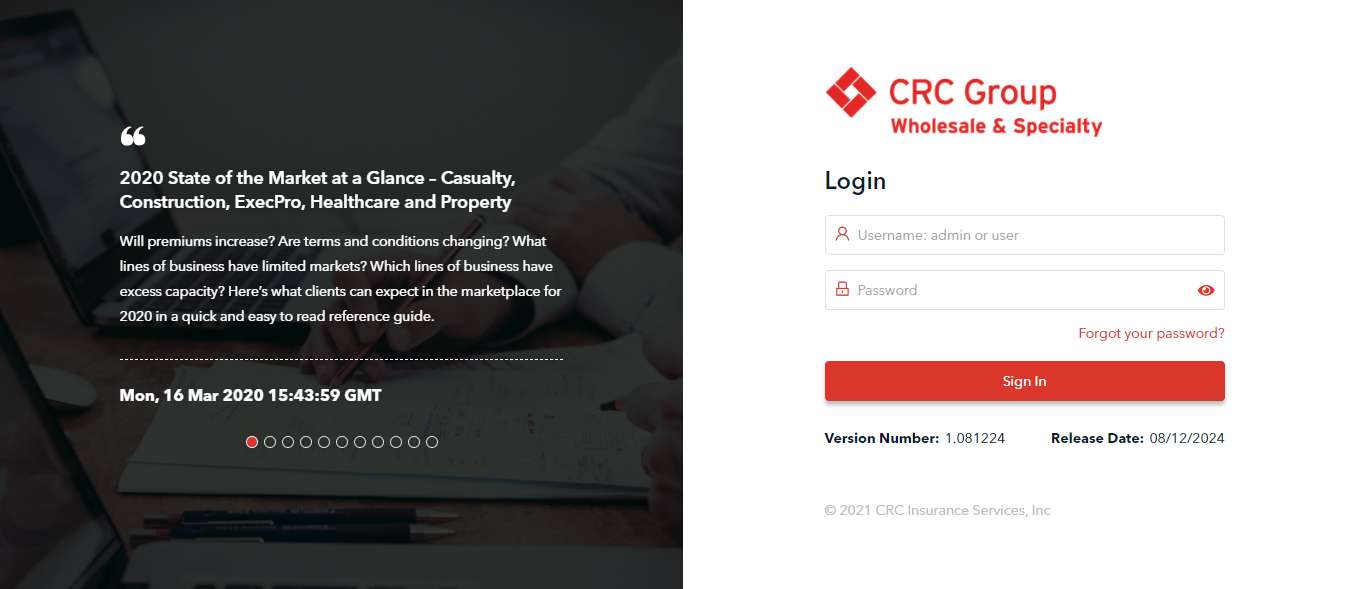 ❝
2020 State of the Market at a Glance – Casualty,
Construction, ExecPro, Healthcare and Property
Will premiums increase? Are terms and conditions changing? What
lines of business have limited markets? Which lines of business have
excess capacity? Here’s what clients can expect in the marketplace for
2020 in a quick and easy to read reference guide.
Mon, 16 Mar 2020 15:43:59 GMT
CRC Group
Wholesale & Specialty
Login
Username: admin or user
Password
Forgot your password?
Sign In
Version Number: 1.081224 Release Date: 08/12/2024
© 2021 CRC Insurance Services, Inc